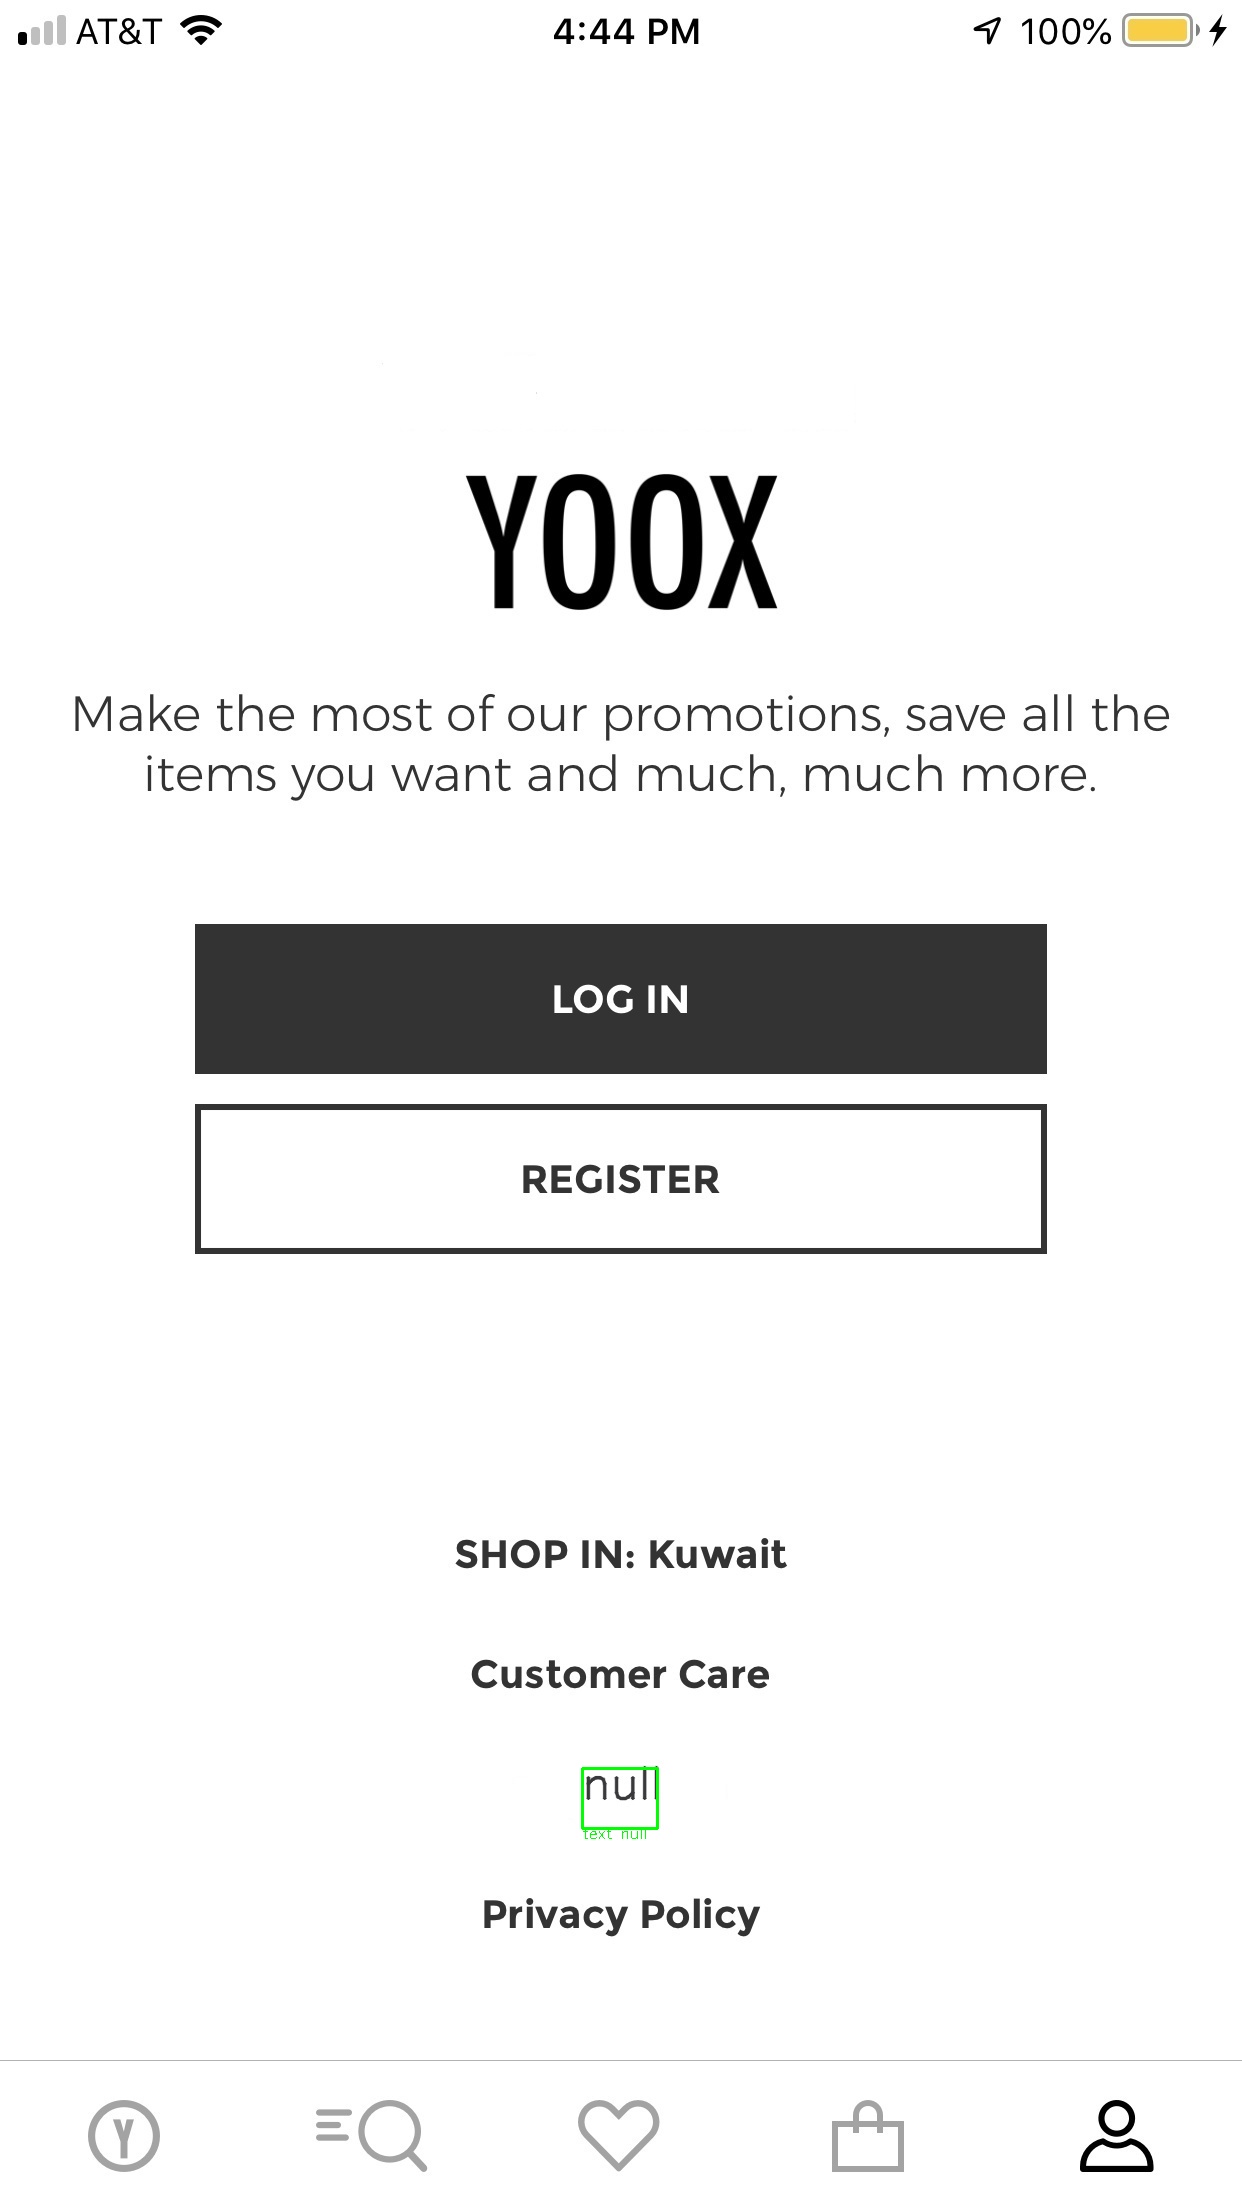 AT&T 4:44 PM 100%
YOOX
Make the most of our promotions, save all the
items you want and much, much more.
LOG IN
REGISTER
SHOP IN: Kuwait
Customer Care
null
text null
Privacy Policy
Y